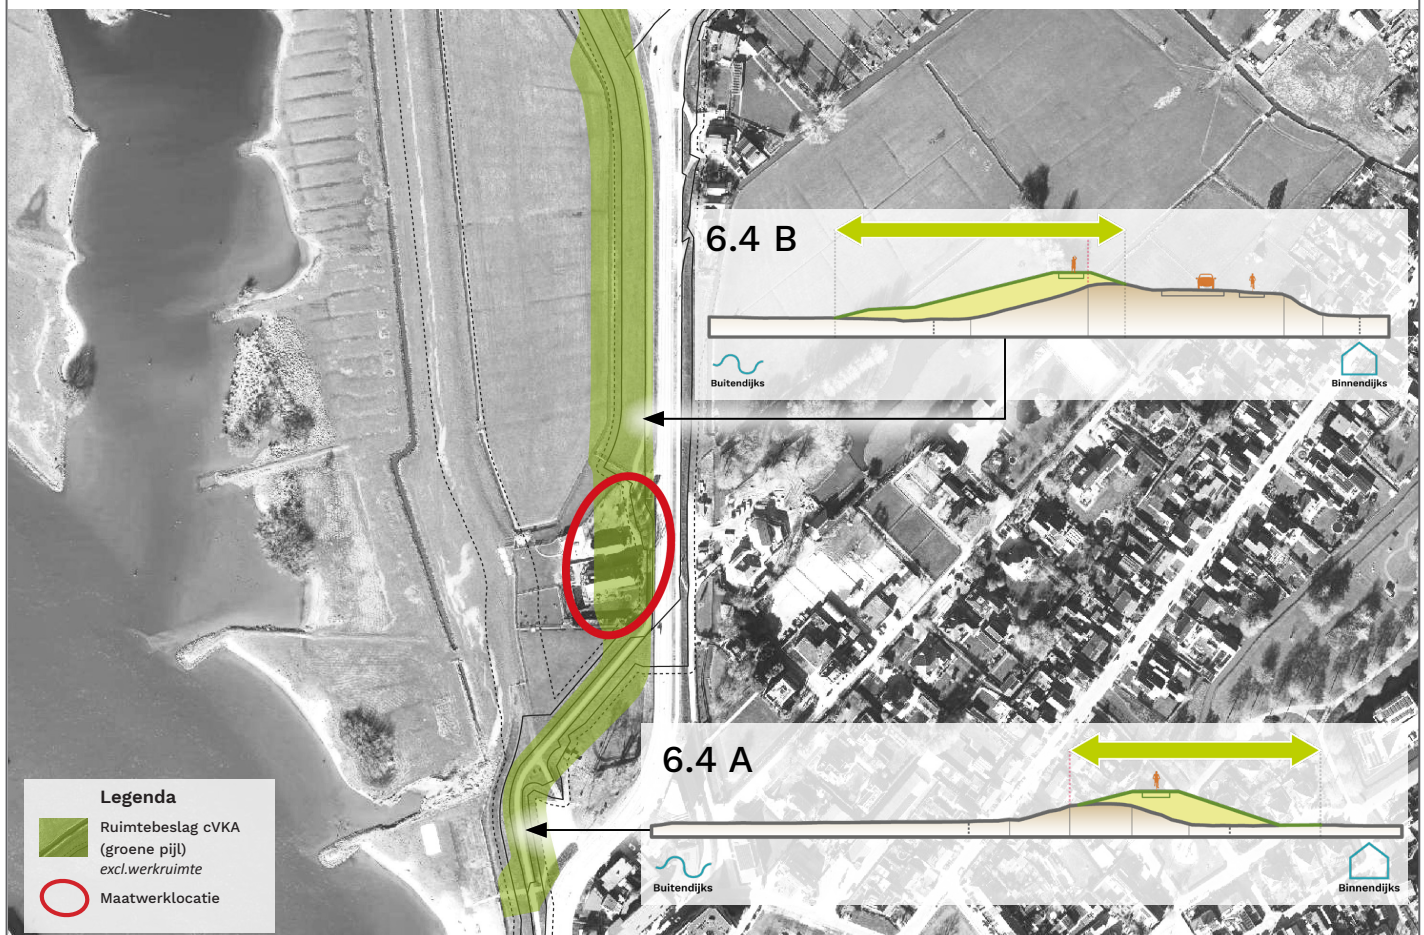 6.4 B
Buitendijks
Binnendijks
6.4 A
Buitendijks
Binnendijks
Legenda
Ruimtebeslag cVKA
(groene pijl)
excl.werkruimte
Maatwerklocatie